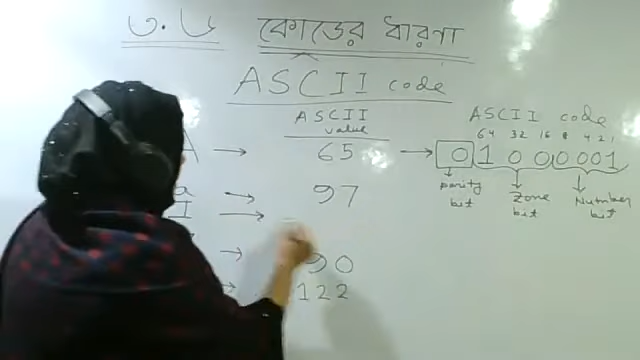 ৩.৬ কোডের ধারণা
ASCII code
ASCII value
ASCII code
64 32 16 8 4 2 1
A → 65 → 0 1 0 0 0 0 0 1
parity bit
Zone bit
Number bit
a → 97
I →
→ 90
→ 122